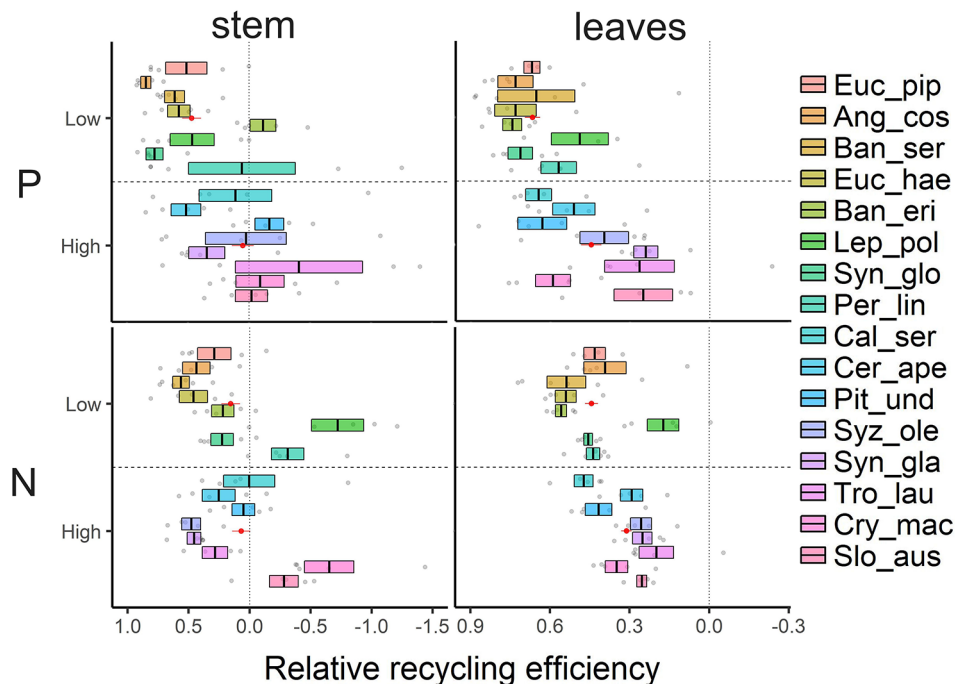 stem leaves
P
Low
High
N
Low
High
1.0 0.5 0.0 -0.5 -1.0 -1.5
0.9 0.6 0.3 0.0 -0.3
Relative recycling efficiency
Euc_pip
Ang_cos
Ban_ser
Euc_hae
Ban_eri
Lep_pol
Syn_glo
Per_lin
Cal_ser
Cer_ape
Pit_und
Syz_ole
Syn_gla
Tro_lau
Cry_mac
Slo_aus